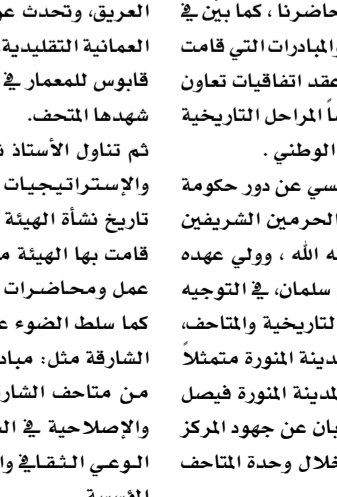 حاضرنا ، كما بين في
والمبادرات التي قامت
عقد اتفاقيات تعاون
المراحل التاريخية
الوطني .
عن دور حكومة
الحرمين الشريفين
الله ، وولي عهده
سلمان، في التوجيه
التاريخية والمتاحف،
المنورة متمثلاً
المدينة المنورة فيصل
عن جهود المركز
خلال وحدة المتاحف
العريق، وتحدث
العمانية التقليدية
قابوس للمعمار في
شهدها المتحف.
ثم تناول الأستاذ
والإستراتيجيات
تاريخ نشأة الهيئة
قامت بها الهيئة
عمل ومحاضرات
كما سلط الضوء
الشارقة مثل:
من متاحف
والإصلاحية في
الوعي الثقافي
المؤسسة